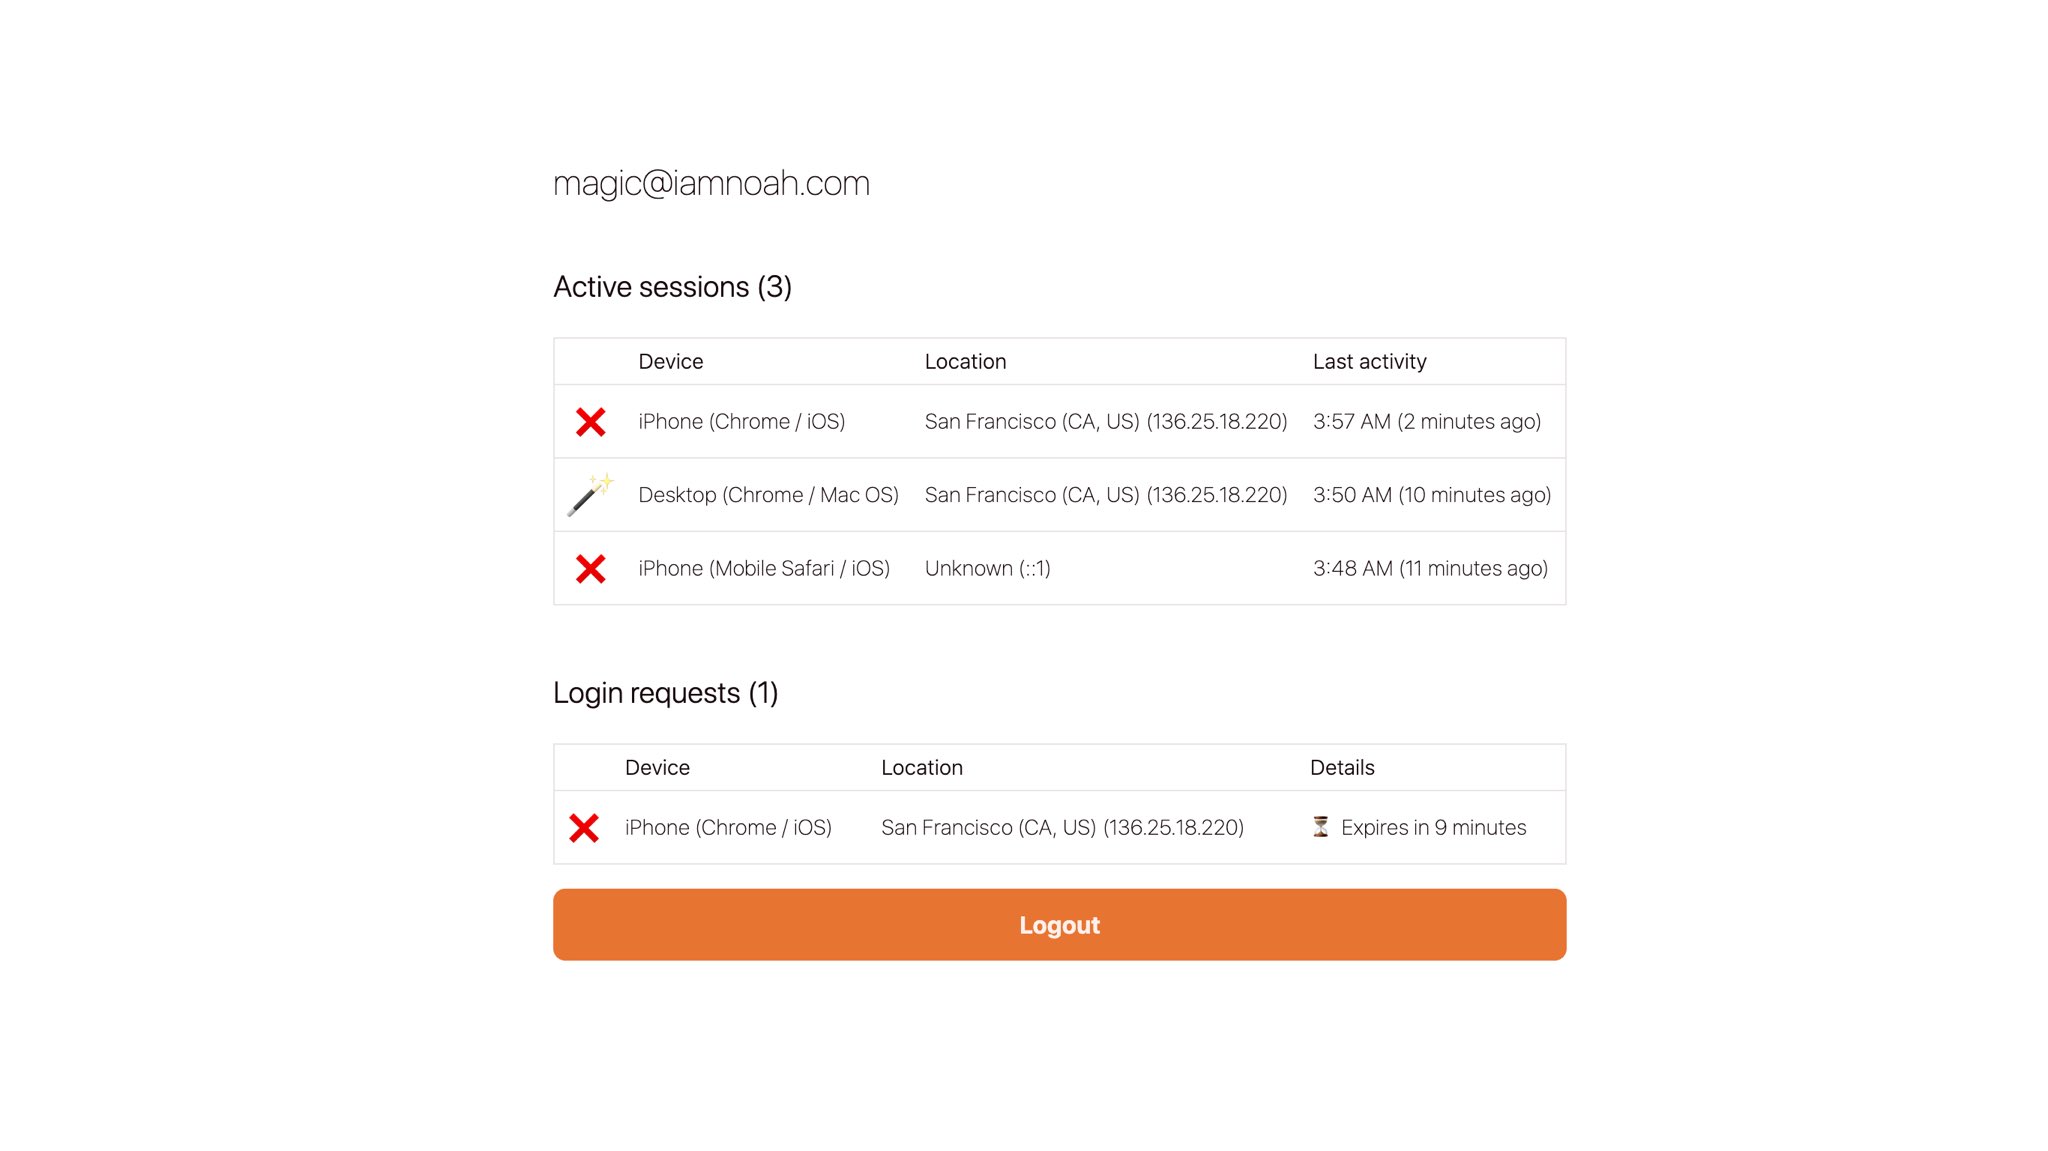 magic@iamnoah.com
Active sessions (3)
Device Location Last activity
iPhone (Chrome / iOS) San Francisco (CA, US) (136.25.18.220) 3:57 AM (2 minutes ago)
Desktop (Chrome / Mac OS) San Francisco (CA, US) (136.25.18.220) 3:50 AM (10 minutes ago)
iPhone (Mobile Safari / iOS) Unknown (::1) 3:48 AM (11 minutes ago)
Login requests (1)
Device Location Details
iPhone (Chrome / iOS) San Francisco (CA, US) (136.25.18.220) Expires in 9 minutes
Logout